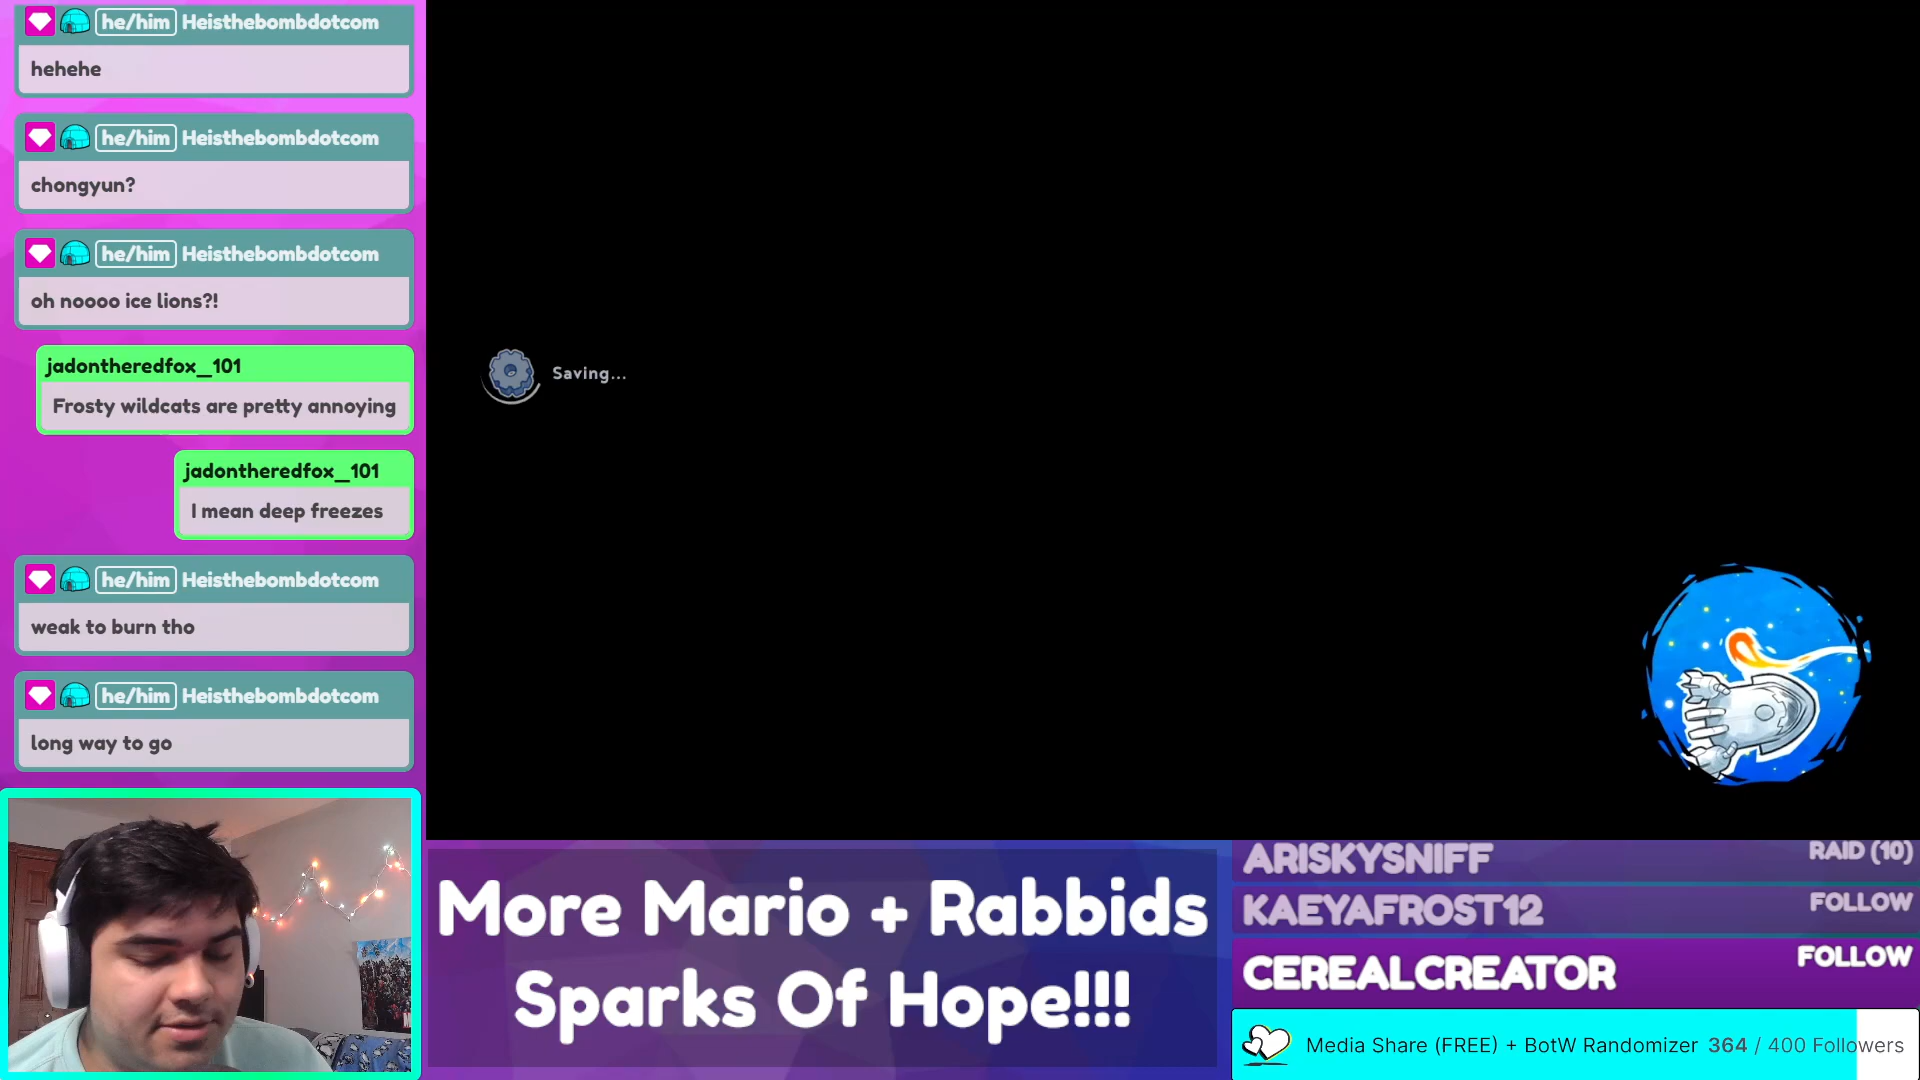 he/him Heisthebombdotcom
hehehe
he/him Heisthebombdotcom
chongyun?
he/him Heisthebombdotcom
oh noooo ice lions?!
jadontheredfox_101
Frosty wildcats are pretty annoying
jadontheredfox_101
I mean deep freezes
he/him Heisthebombdotcom
weak to burn tho
he/him Heisthebombdotcom
long way to go
Saving...
More Mario + Rabbids
Sparks Of Hope!!!
ARISKYSNIFF RAID (10)
KAEYAFROST12 FOLLOW
CEREALCREATOR FOLLOW
Media Share (FREE) + BotW Randomizer 364 / 400 Followers